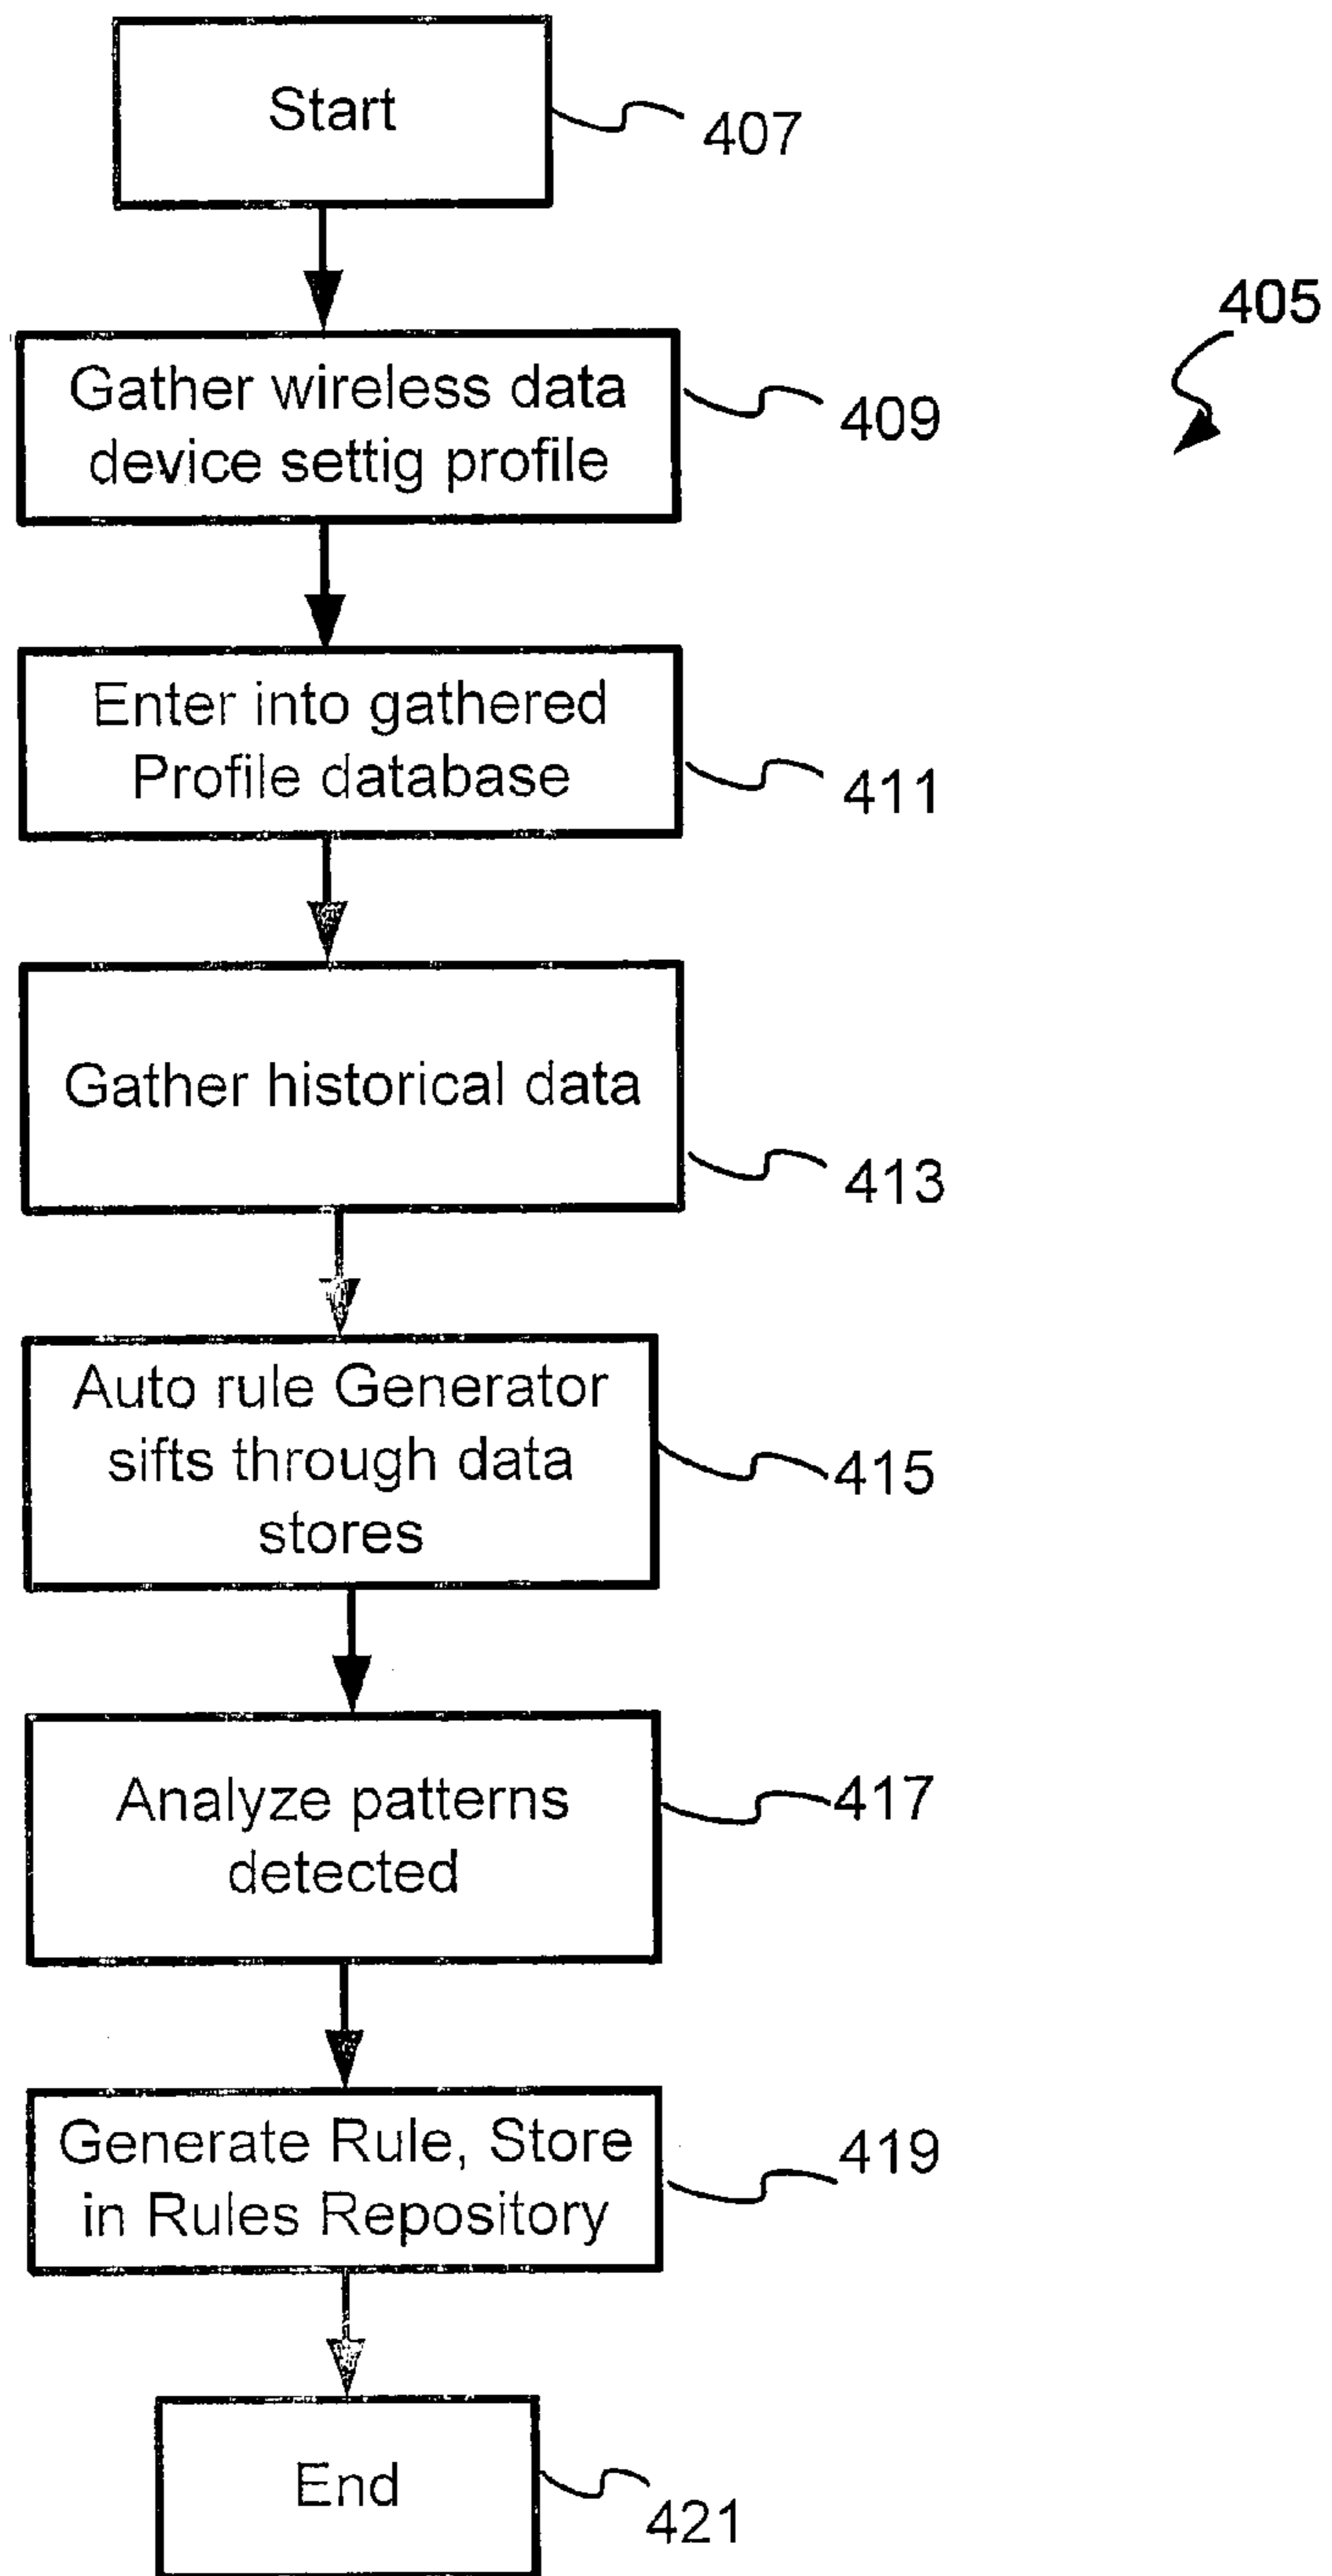 Start
407
405
Gather wireless data
device settig profile
409
Enter into gathered
Profile database
411
Gather historical data
413
Auto rule Generator
sifts through data
stores
415
Analyze patterns
detected
417
Generate Rule, Store
in Rules Repository
419
End
421